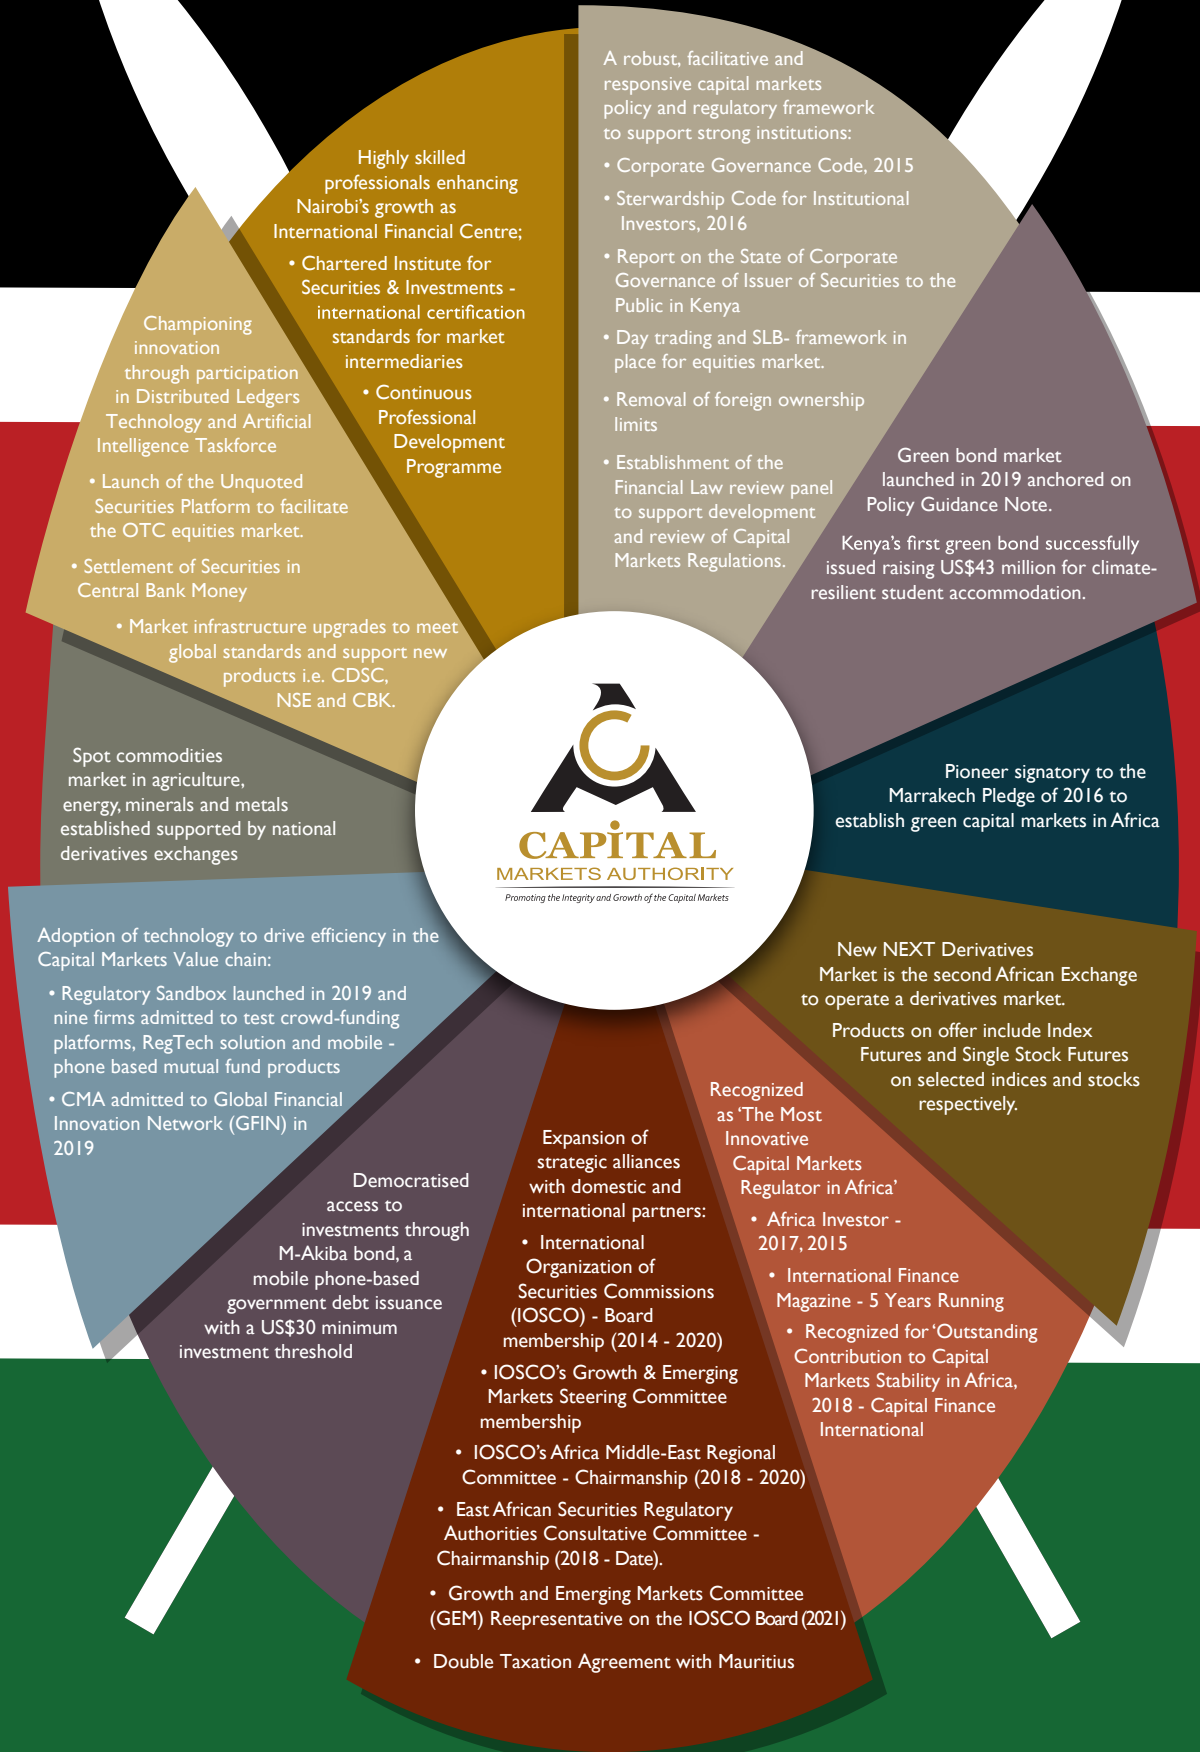 A robust, facilitative and
responsive capital markets
policy and regulatory framework
to support strong institutions:
• Corporate Governance Code, 2015
• Sterwardship Code for Institutional
Investors, 2016
• Report on the State of Corporate
Governance of Issuer of Securities to the
Public in Kenya
• Day trading and SLB- framework in
place for equities market.
• Removal of foreign ownership
limits
• Establishment of the
Financial Law review panel
to support development
and review of Capital
Markets Regulations.
Green bond market
launched in 2019 anchored on
Policy Guidance Note.
Kenya's first green bond successfully
issued raising US$43 million for climate-
resilient student accommodation.
Pioneer signatory to the
Marrakech Pledge of 2016 to
establish green capital markets in Africa
New NEXT Derivatives
Market is the second African Exchange
to operate a derivatives market.
Products on offer include Index
Futures and Single Stock Futures
on selected indices and stocks
respectively.
Recognized
as ‘The Most
Innovative
Capital Markets
Regulator in Africa’
• Africa Investor -
2017, 2015
• International Finance
Magazine - 5 Years Running
• Recognized for ‘Outstanding
Contribution to Capital
Markets Stability in Africa,
2018 - Capital Finance
International
Expansion of
strategic alliances
with domestic and
international partners:
• International
Organization of
Securities Commissions
(IOSCO) - Board
membership (2014 - 2020)
• IOSCO's Growth & Emerging
Markets Steering Committee
membership
• IOSCO's Africa Middle-East Regional
Committee - Chairmanship (2018 - 2020)
• East African Securities Regulatory
Authorities Consultative Committee -
Chairmanship (2018 - Date).
• Growth and Emerging Markets Committee
(GEM) Reepresentative on the IOSCO Board (2021)
• Double Taxation Agreement with Mauritius
Democratised
access to
investments through
M-Akiba bond, a
mobile phone-based
government debt issuance
with a US$30 minimum
investment threshold
Adoption of technology to drive efficiency in the
Capital Markets Value chain:
• Regulatory Sandbox launched in 2019 and
nine firms admitted to test crowd-funding
platforms, RegTech solution and mobile -
phone based mutual fund products
• CMA admitted to Global Financial
Innovation Network (GFIN) in
2019
Spot commodities
market in agriculture,
energy, minerals and metals
established supported by national
derivatives exchanges
Championing
innovation
through participation
in Distributed Ledgers
Technology and Artificial
Intelligence Taskforce
• Launch of the Unquoted
Securities Platform to facilitate
the OTC equities market.
• Settlement of Securities in
Central Bank Money
• Market infrastructure upgrades to meet
global standards and support new
products i.e. CDSC,
NSE and CBK.
Highly skilled
professionals enhancing
Nairobi's growth as
International Financial Centre;
• Chartered Institute for
Securities & Investments -
international certification
standards for market
intermediaries
• Continuous
Professional
Development
Programme
CAPITAL
MARKETS AUTHORITY
Promoting the Integrity and Growth of the Capital Markets